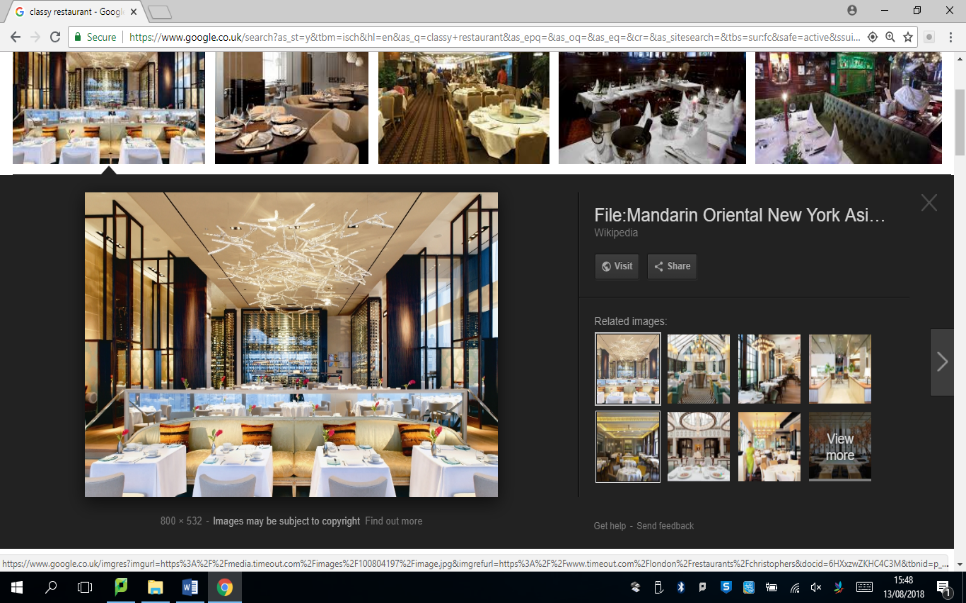 classy restaurant - Googl
Secure
https://www.google.co.uk/search?as_st=y&tbm=isch&hl=en&as_q=classy+restaurant&as_epq=&as_oq=&as_eq=&cr=&as_sitesearch=&tbs=sur:fc&safe=active&ssui...
File:Mandarin Oriental New York Asi...
Wikipedia
Visit
Share
Related images:
View
more
800 × 532 - Images may be subject to copyright Find out more
Get help - Send feedback
https://www.google.co.uk/imgres?imgurl=https%3A%2F%2Fmedia.timeout.com%2Fimages%2F100804197%2Fimage.jpg&imgrefurl=https%3A%2F%2Fwww.timeout.com%2Flondon%2Frestaurants%2Fchristophers&docid=6HXxzwZKHC4C3M&tbnid=p_...
15:48
13/08/2018
1